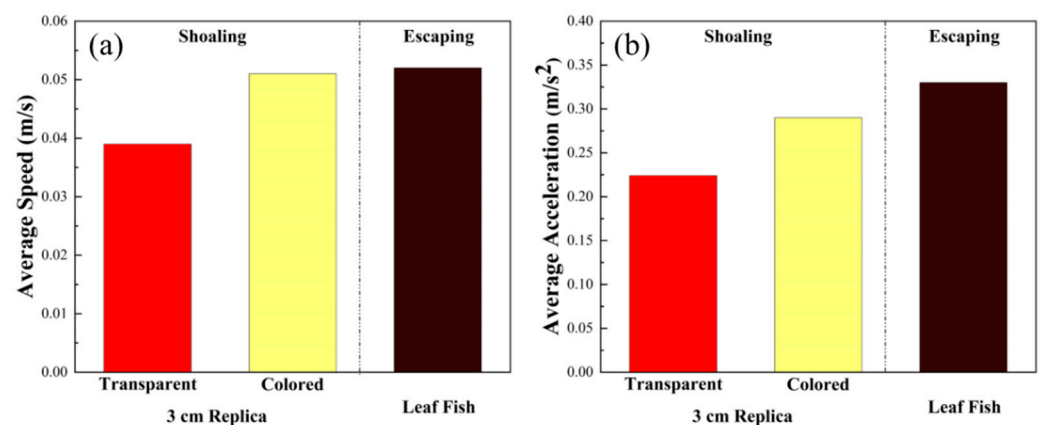 (a)
Shoaling
Escaping
0.06
0.05
0.04
0.03
0.02
0.01
0.00
Average Speed (m/s)
Transparent
Colored
3 cm Replica
Leaf Fish
(b)
Shoaling
Escaping
0.40
0.35
0.30
0.25
0.20
0.15
0.10
0.05
0.00
Average Acceleration (m/s²)
Transparent
Colored
3 cm Replica
Leaf Fish